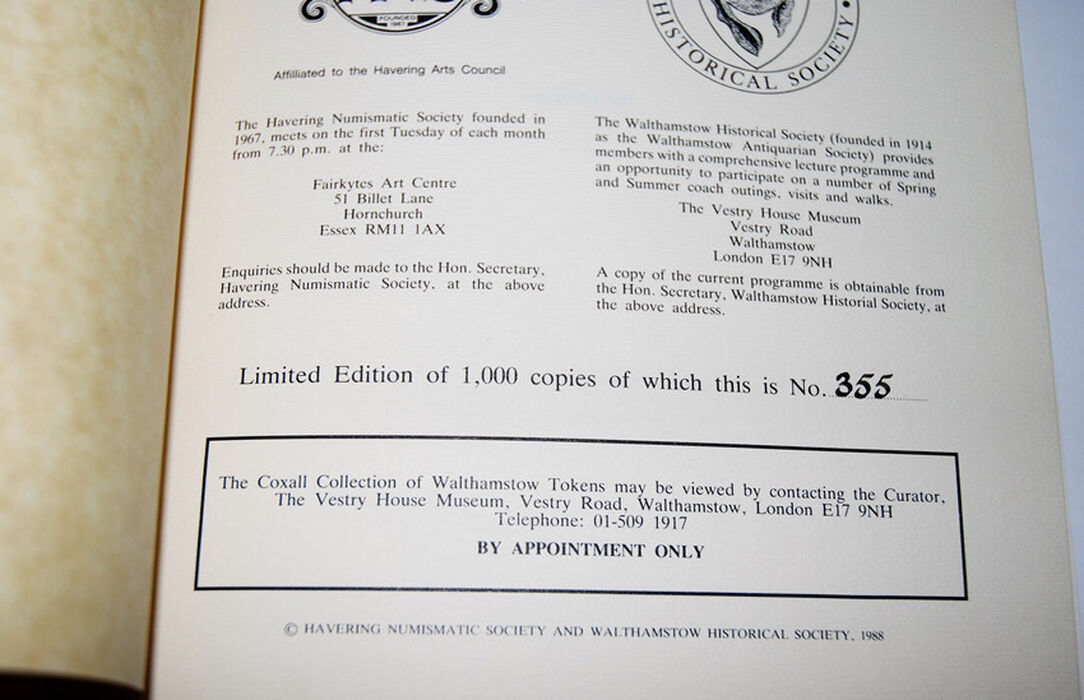 FOUNDED
1967
HISTORICAL SOCIETY
Affilliated to the Havering Arts Council
The Havering Numismatic Society founded in
1967, meets on the first Tuesday of each month
from 7.30 p.m. at the:
Fairkytes Art Centre
51 Billet Lane
Hornchurch
Essex RM11 1AX
Enquiries should be made to the Hon. Secretary,
Havering Numismatic Society, at the above
address.
The Walthamstow Historical Society (founded in 1914
as the Walthamstow Antiquarian Society) provides
members with a comprehensive lecture programme and
an opportunity to participate on a number of Spring
and Summer coach outings, visits and walks.
The Vestry House Museum
Vestry Road
Walthamstow
London E17 9NH
A copy of the current programme is obtainable from
the Hon. Secretary, Walthamstow Historial Society, at
the above address.
Limited Edition of 1,000 copies of which this is No. 355
The Coxall Collection of Walthamstow Tokens may be viewed by contacting the Curator,
The Vestry House Museum, Vestry Road, Walthamstow, London E17 9NH
Telephone: 01-509 1917
BY APPOINTMENT ONLY
© HAVERING NUMISMATIC SOCIETY AND WALTHAMSTOW HISTORICAL SOCIETY, 1988